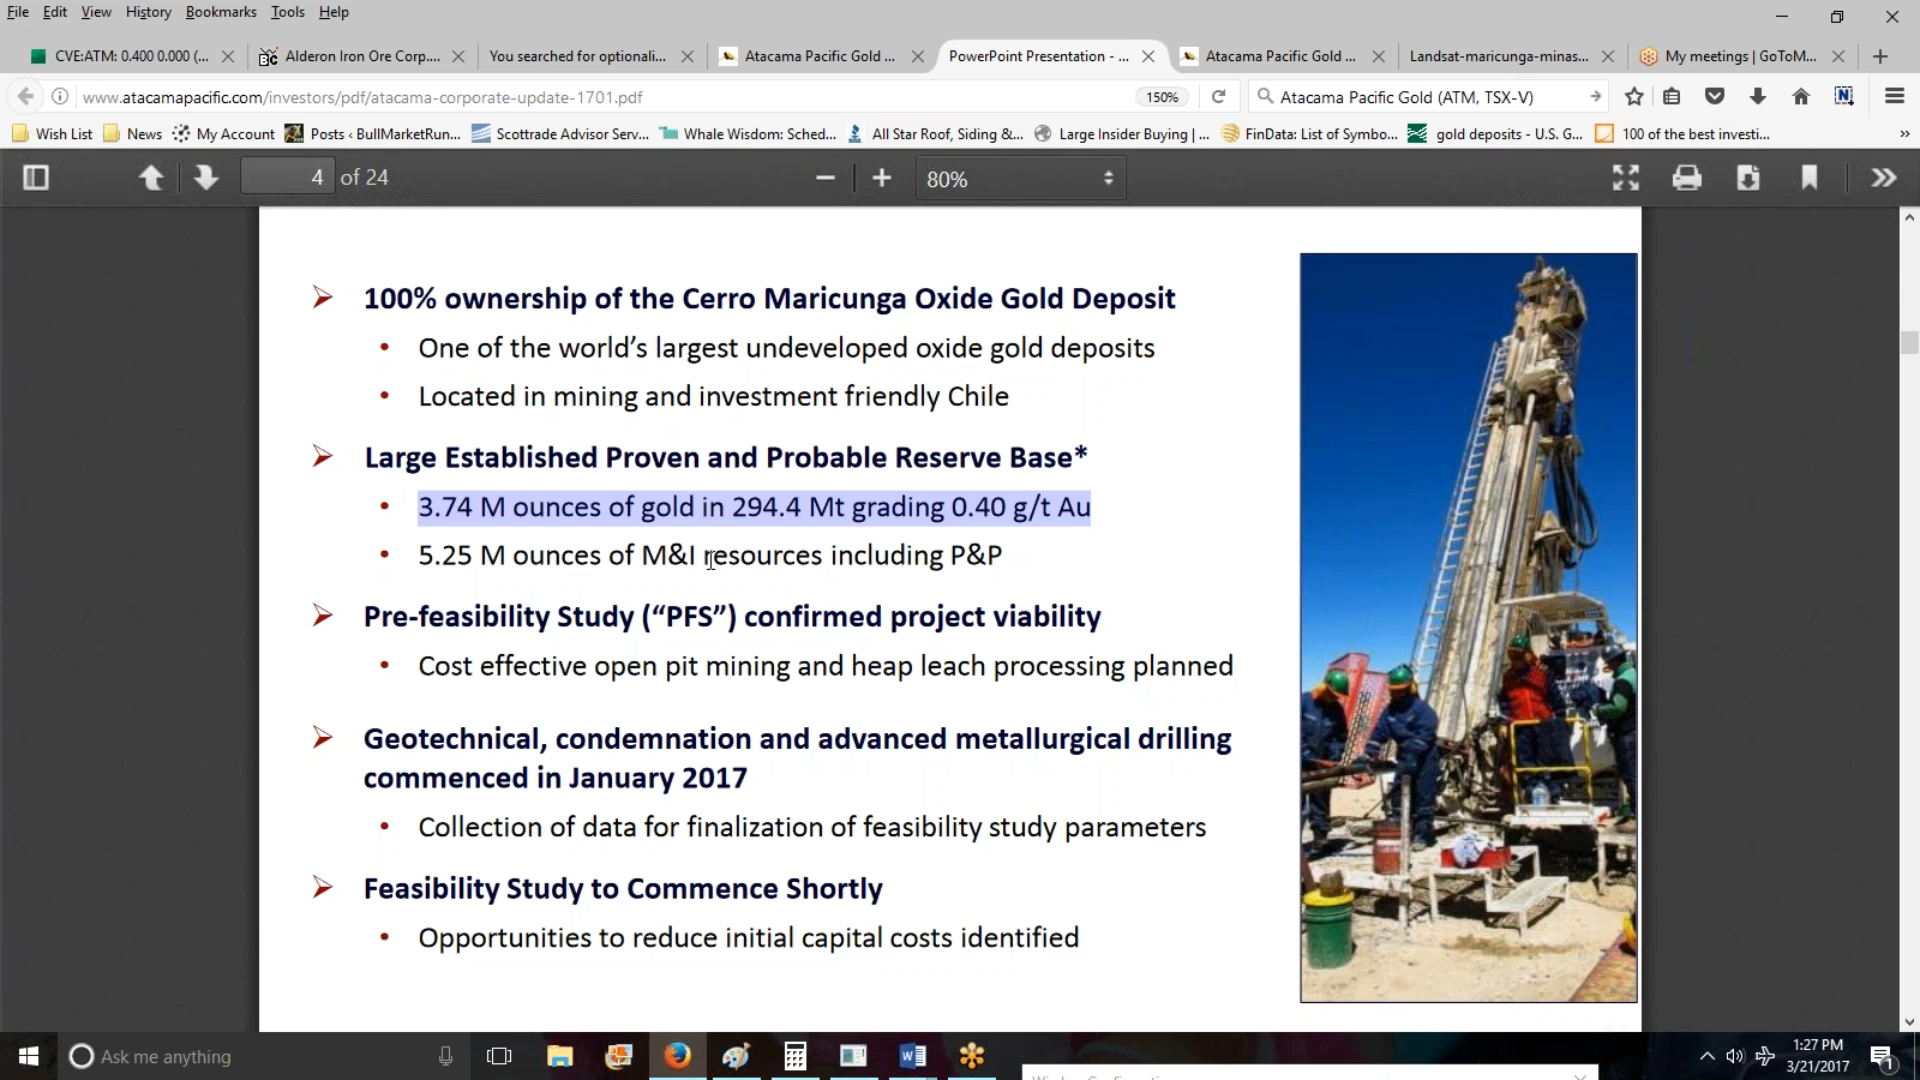 File Edit View History Bookmarks Tools Help
CVE:ATM: 0.400 0.000 (... Alderon Iron Ore Corp.... You searched for optionali... Atacama Pacific Gold ... PowerPoint Presentation - ... Atacama Pacific Gold ... Landsat-maricunga-minas... My meetings | GoToM...
www.atacamapacific.com/investors/pdf/atacama-corporate-update-1701.pdf 150% Atacama Pacific Gold (ATM, TSX-V)
Wish List News My Account Posts ‹ BullMarketRun... Scottrade Advisor Serv... Whale Wisdom: Sched... All Star Roof, Siding &... Large Insider Buying | ... FinData: List of Symbo... gold deposits - U.S. G... 100 of the best investi...
4 of 24 80%
100% ownership of the Cerro Maricunga Oxide Gold Deposit
• One of the world’s largest undeveloped oxide gold deposits
• Located in mining and investment friendly Chile
Large Established Proven and Probable Reserve Base*
• 3.74 M ounces of gold in 294.4 Mt grading 0.40 g/t Au
• 5.25 M ounces of M&I resources including P&P
Pre-feasibility Study (“PFS”) confirmed project viability
• Cost effective open pit mining and heap leach processing planned
Geotechnical, condemnation and advanced metallurgical drilling
commenced in January 2017
• Collection of data for finalization of feasibility study parameters
Feasibility Study to Commence Shortly
• Opportunities to reduce initial capital costs identified
Ask me anything
1:27 PM
3/21/2017
1